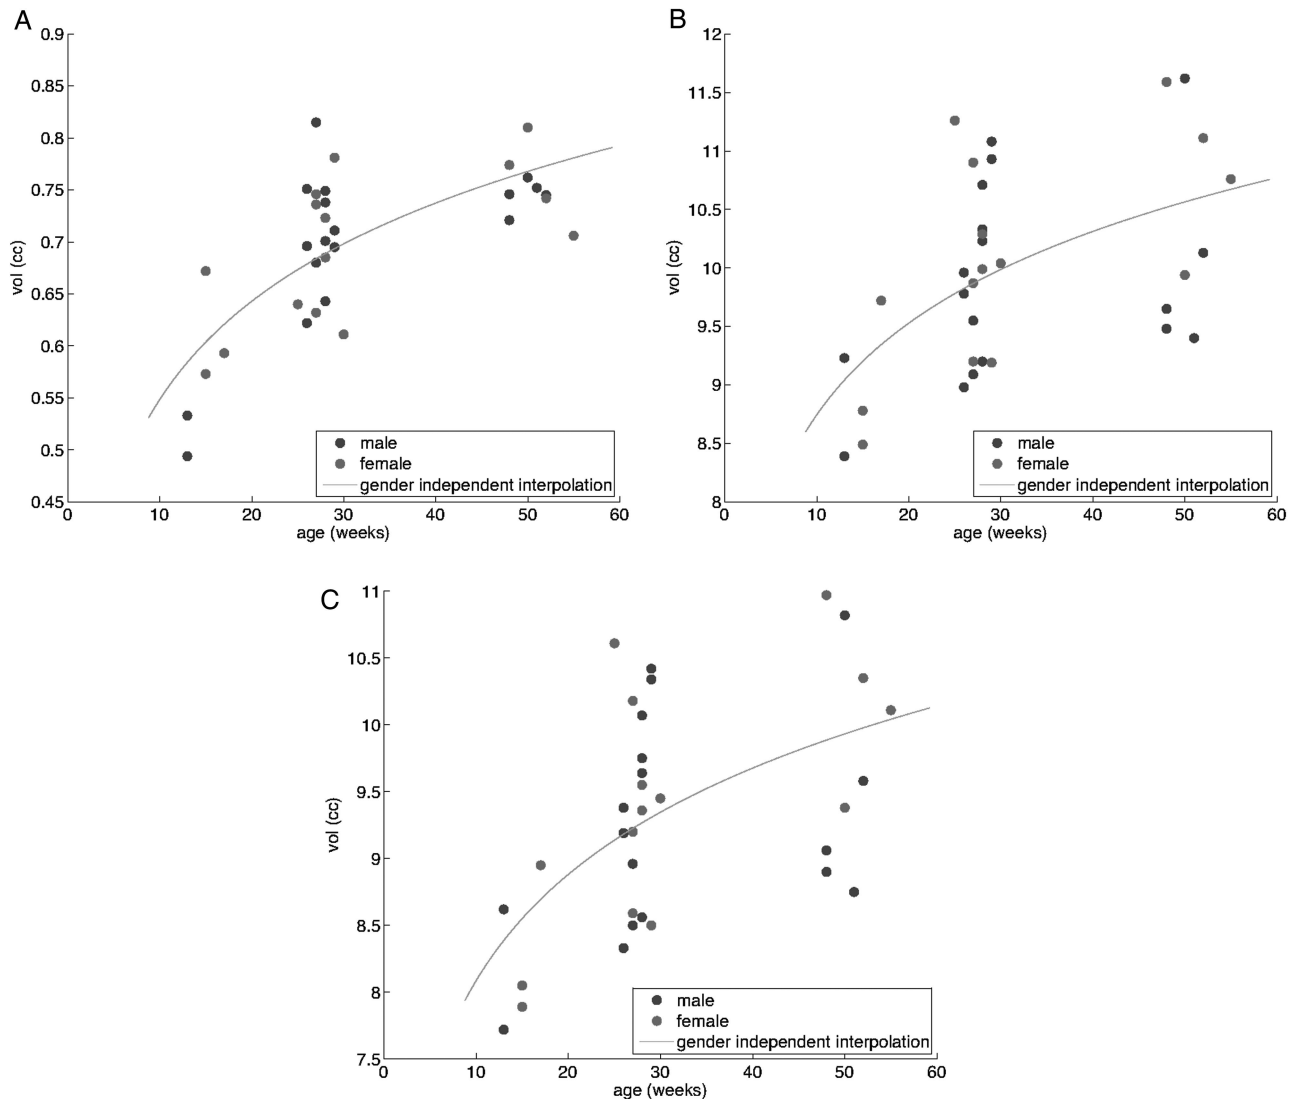 A
0.9
0.85
0.8
0.75
0.7
0.65
0.6
0.55
0.5
0.45
vol (cc)
male
female
gender independent interpolation
0 10 20 30 40 50 60
age (weeks)
B
12
11.5
11
10.5
10
9.5
9
8.5
8
vol (cc)
male
female
gender independent interpolation
0 10 20 30 40 50 60
age (weeks)
C
11
10.5
10
9.5
9
8.5
8
7.5
vol (cc)
male
female
gender independent interpolation
0 10 20 30 40 50 60
age (weeks)